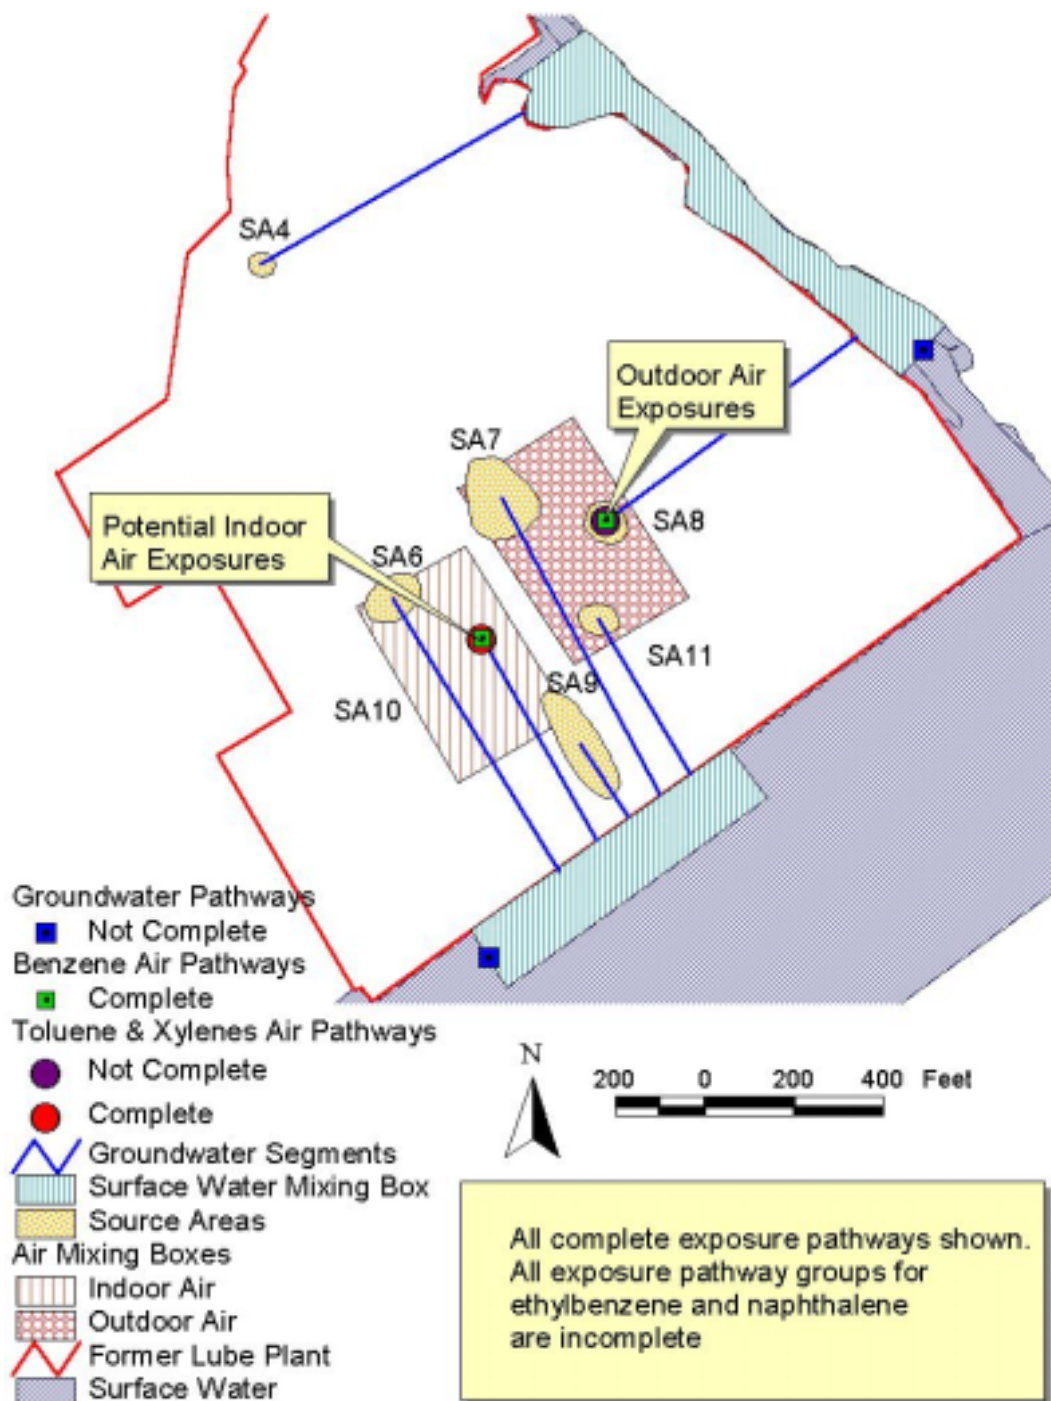 SA4
Outdoor Air
Exposures
SA7
SA8
Potential Indoor
Air Exposures
SA6
SA11
SA9
SA10
Groundwater Pathways
Not Complete
Benzene Air Pathways
Complete
Toluene & Xylenes Air Pathways
Not Complete
Complete
Groundwater Segments
Surface Water Mixing Box
Source Areas
Air Mixing Boxes
Indoor Air
Outdoor Air
Former Lube Plant
Surface Water
N
200 0 200 400 Feet
All complete exposure pathways shown.
All exposure pathway groups for
ethylbenzene and naphthalene
are incomplete